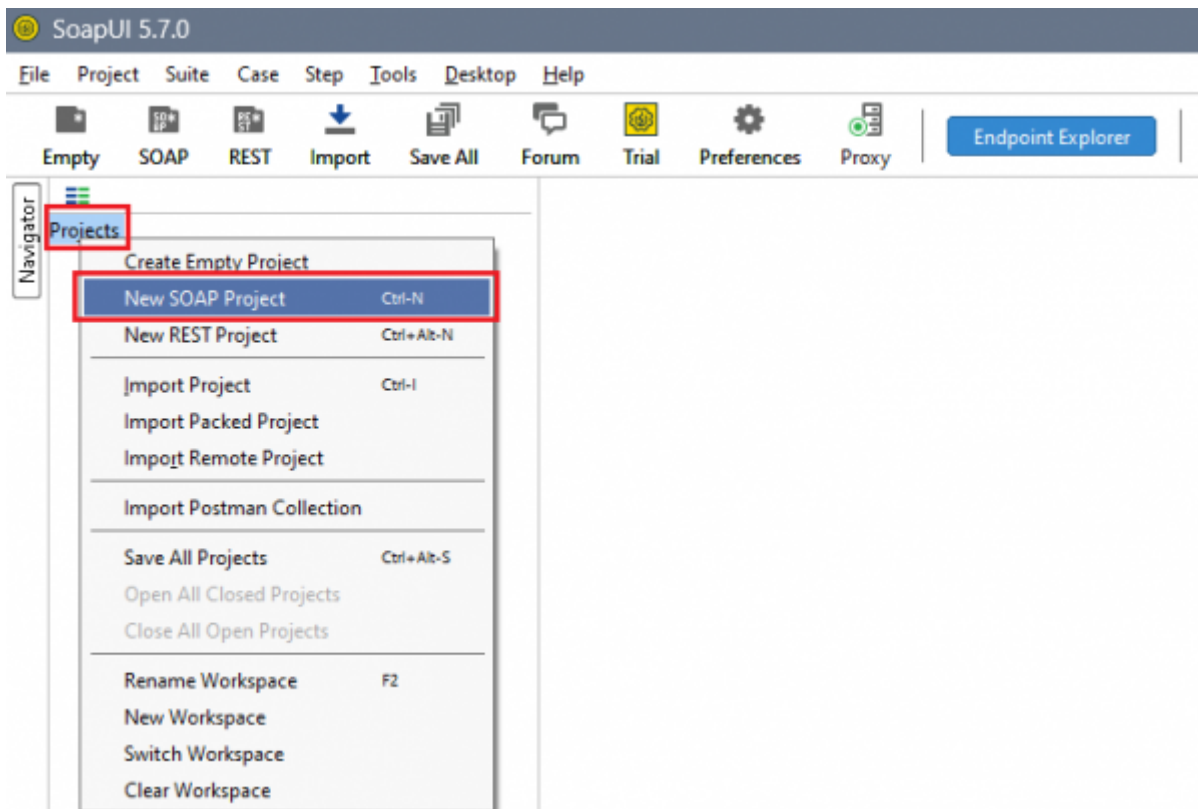 SoapUI 5.7.0
File Project Suite Case Step Tools Desktop Help
Empty SOAP REST Import Save All Forum Trial Preferences Proxy Endpoint Explorer
Navigator
Projects
Create Empty Project
New SOAP Project Ctrl-N
New REST Project Ctrl+Alt-N
Import Project Ctrl-I
Import Packed Project
Import Remote Project
Import Postman Collection
Save All Projects Ctrl+Alt-S
Open All Closed Projects
Close All Open Projects
Rename Workspace F2
New Workspace
Switch Workspace
Clear Workspace